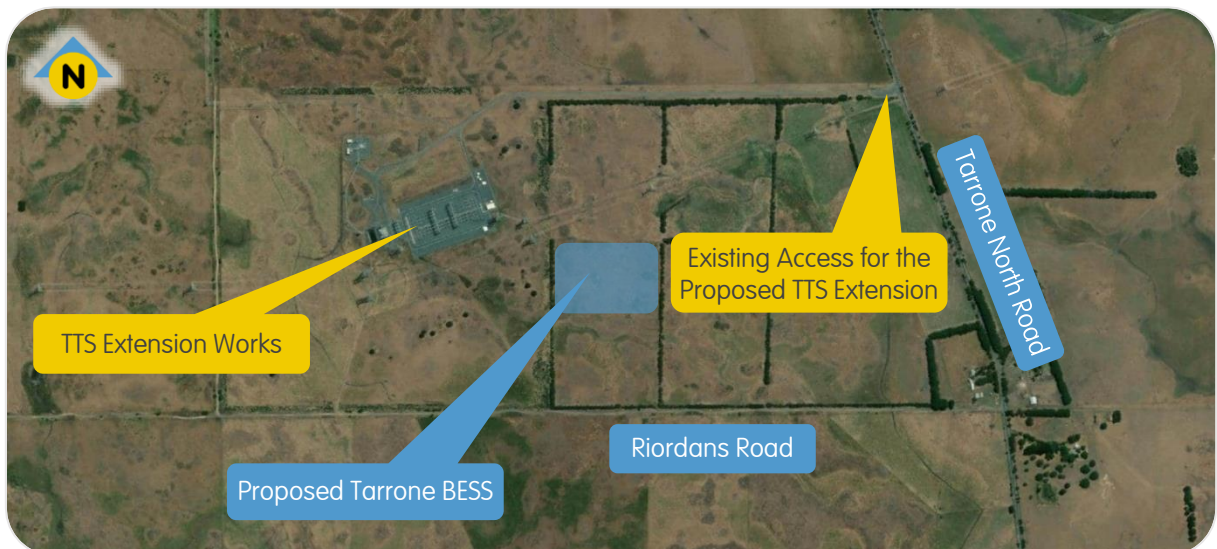 N
Tarrone North Road
Existing Access for the
Proposed TTS Extension
TTS Extension Works
Riordans Road
Proposed Tarrone BESS